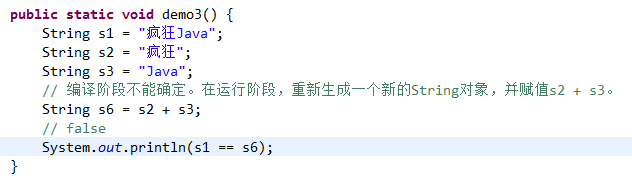 public static void demo3() {
    String s1 = "疯狂Java";
    String s2 = "疯狂";
    String s3 = "Java";
    // 编译阶段不能确定。在运行阶段，重新生成一个新的String对象，并赋值s2 + s3。
    String s6 = s2 + s3;
    // false
    System.out.println(s1 == s6);
}